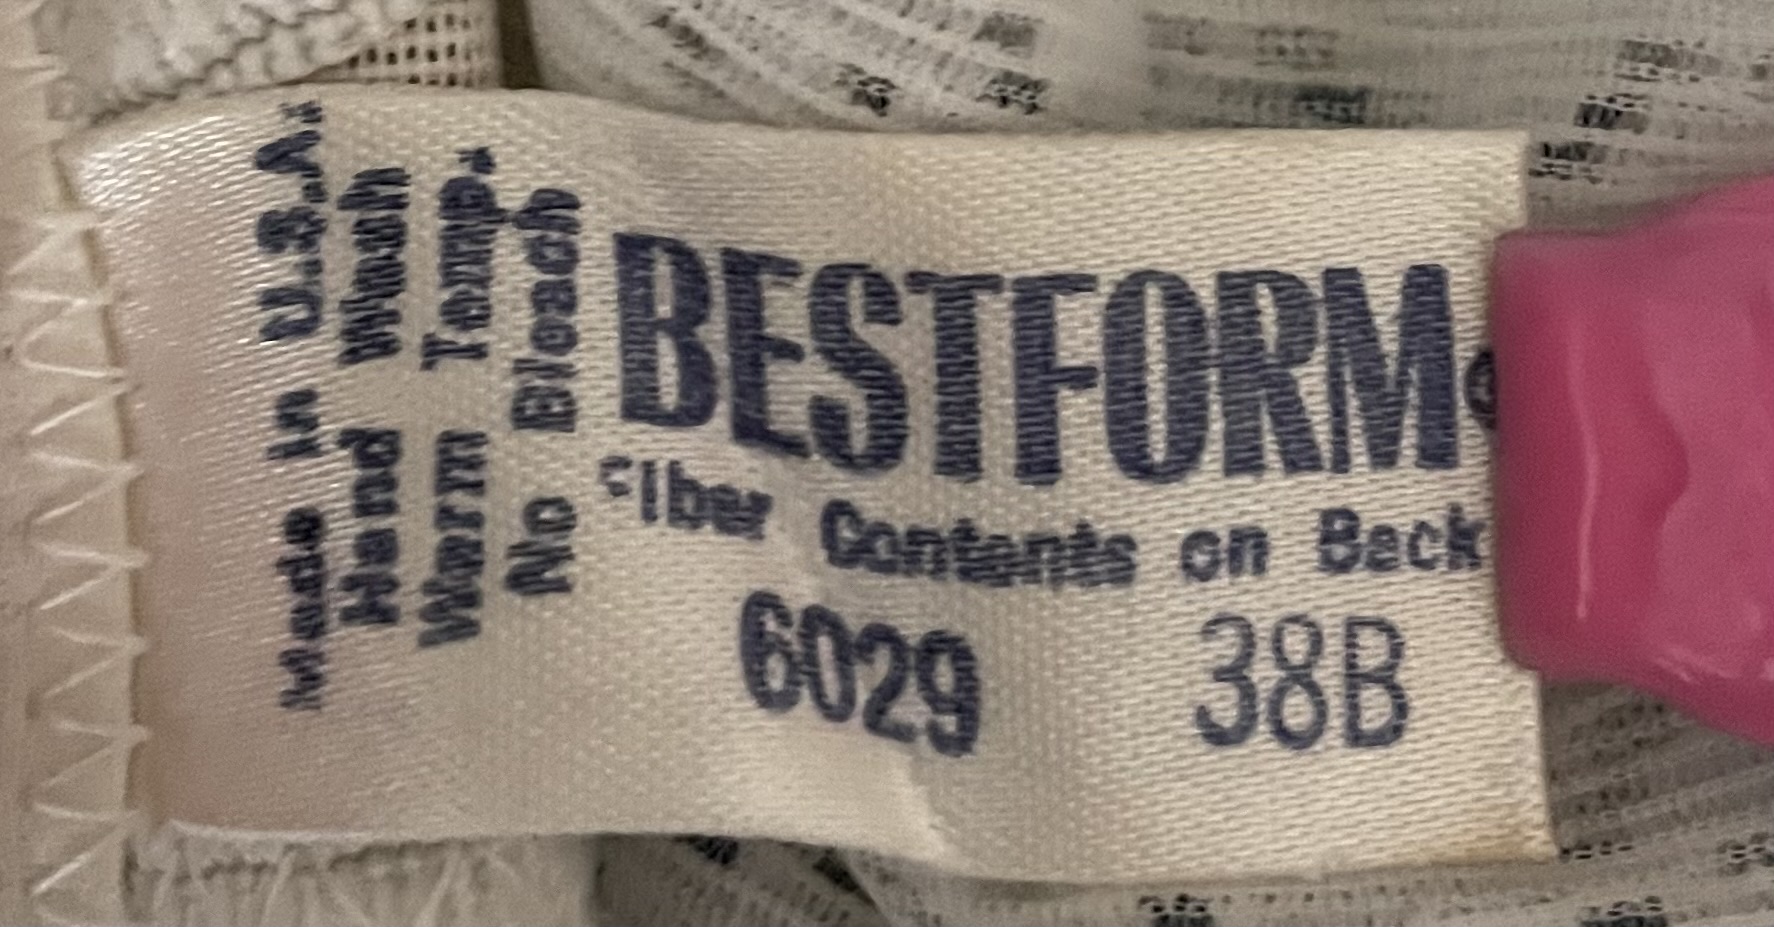 BESTFORM®
Fiber Contents on Back
6029 38B
Made in U.S.A.
Hand Wash
Warm Temp.
No Bleach